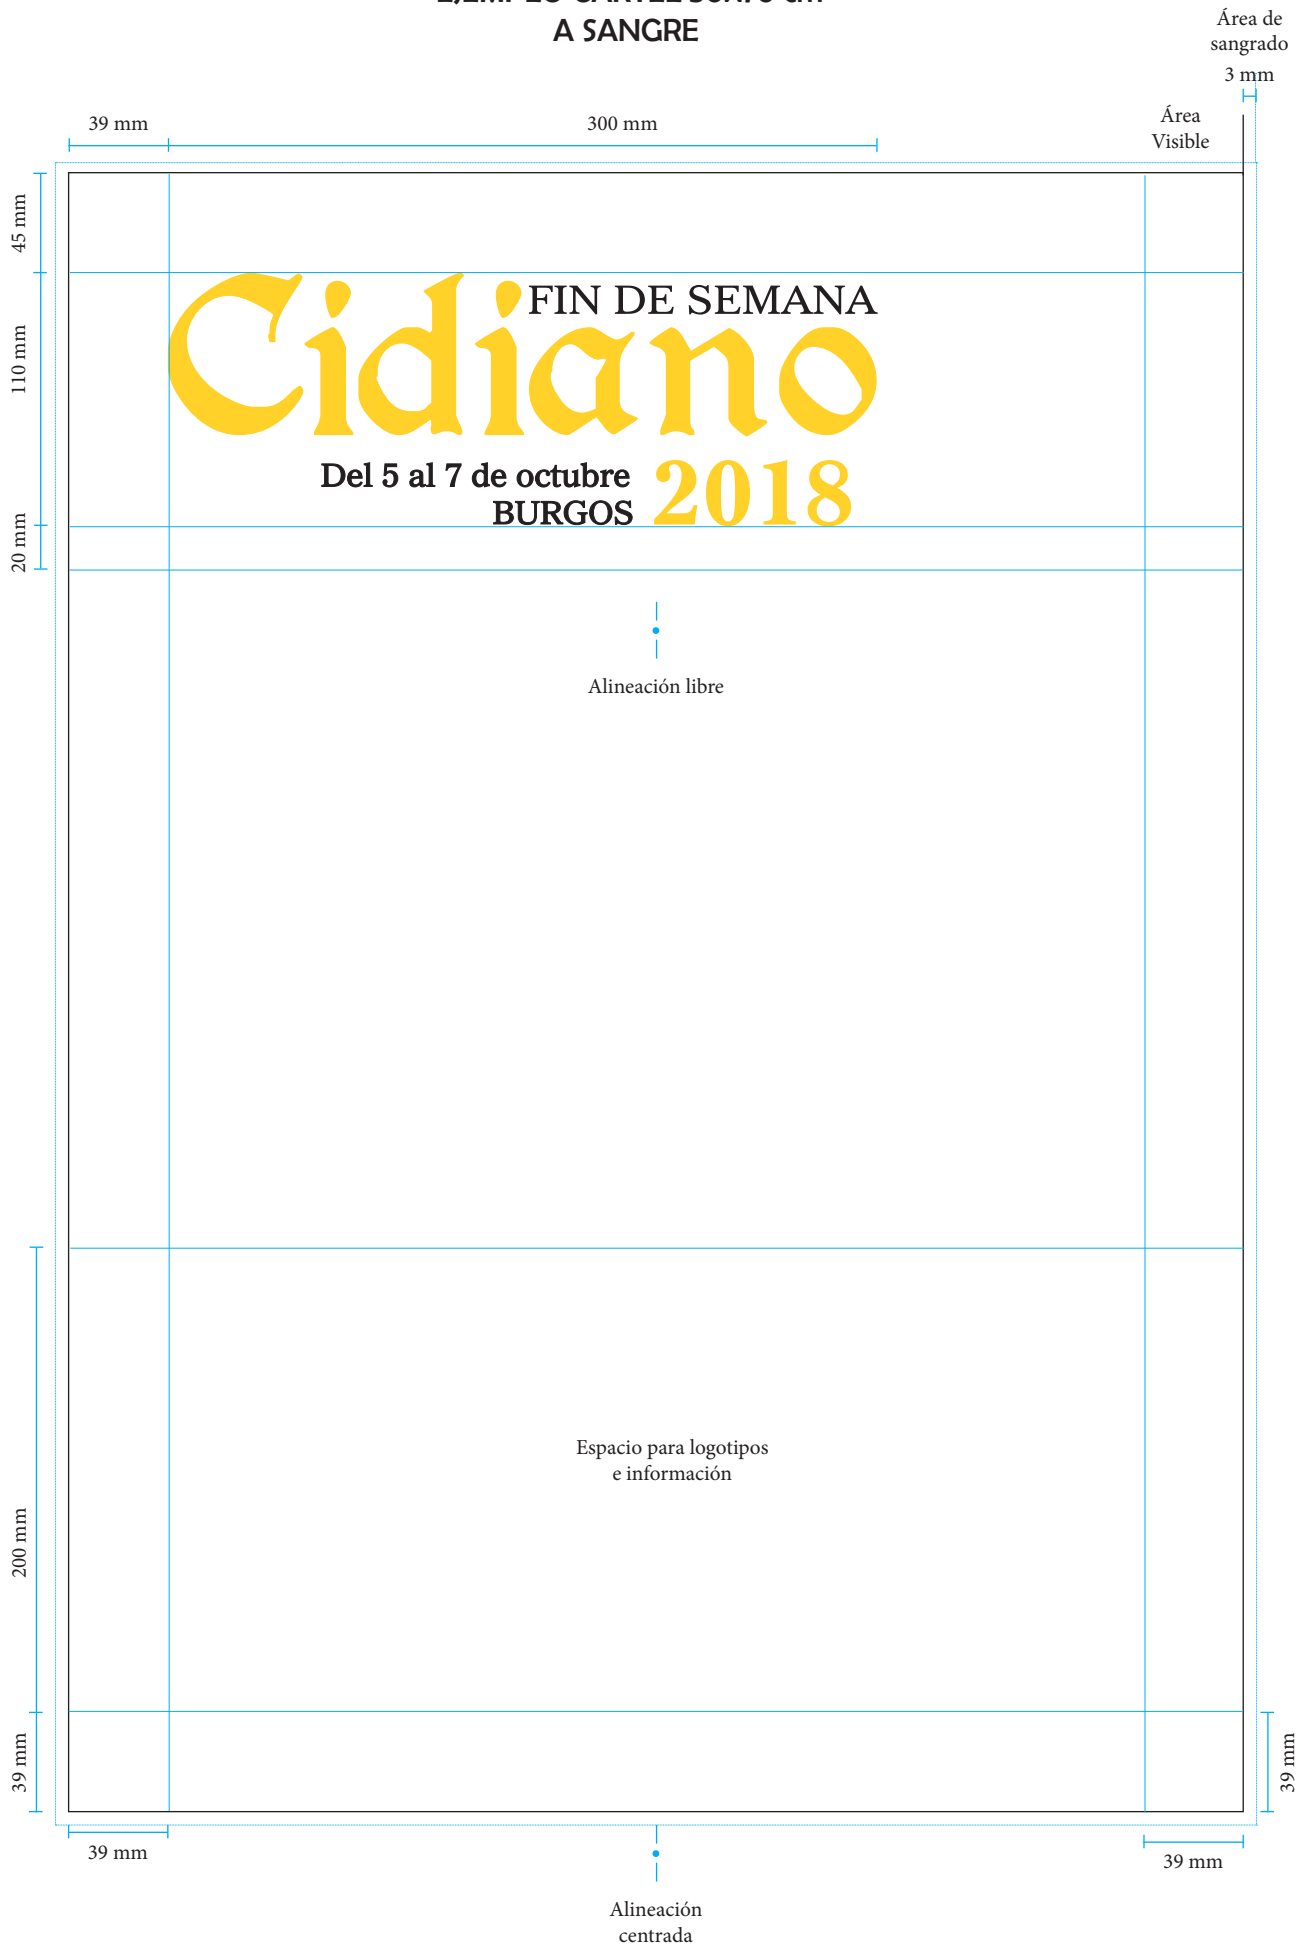 A SANGRE
Área de
sangrado
3 mm
39 mm
300 mm
Área
Visible
45 mm
FIN DE SEMANA
Cidiano
110 mm
Del 5 al 7 de octubre
BURGOS
2018
20 mm
Alineación libre
Espacio para logotipos
e información
200 mm
39 mm
39 mm
39 mm
39 mm
Alineación
centrada